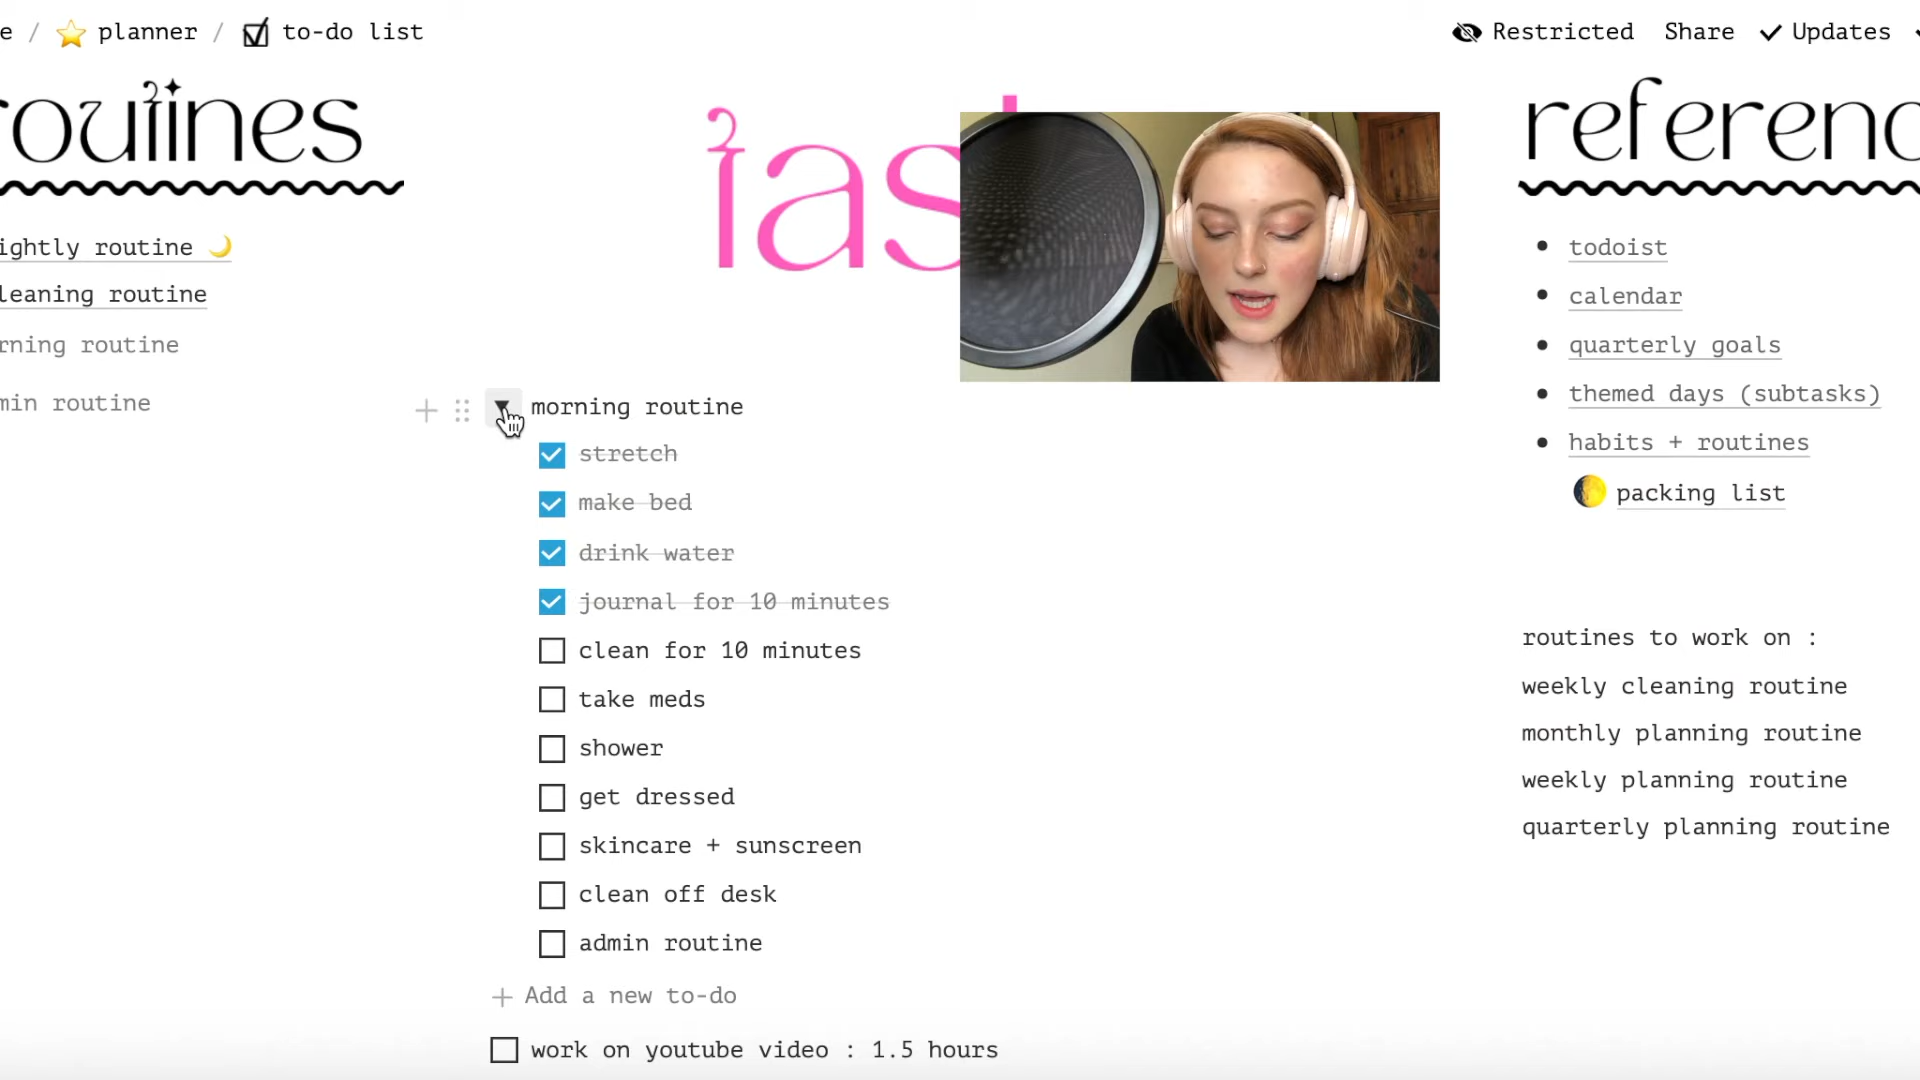 e / planner / to-do list
Restricted Share Updates
routines
tas
referenc
ightly routine
leaning routine
rning routine
min routine
morning routine
stretch
make bed
drink water
journal for 10 minutes
clean for 10 minutes
take meds
shower
get dressed
skincare + sunscreen
clean off desk
admin routine
+ Add a new to-do
work on youtube video : 1.5 hours
• todoist
• calendar
• quarterly goals
• themed days (subtasks)
• habits + routines
packing list
routines to work on :
weekly cleaning routine
monthly planning routine
weekly planning routine
quarterly planning routine